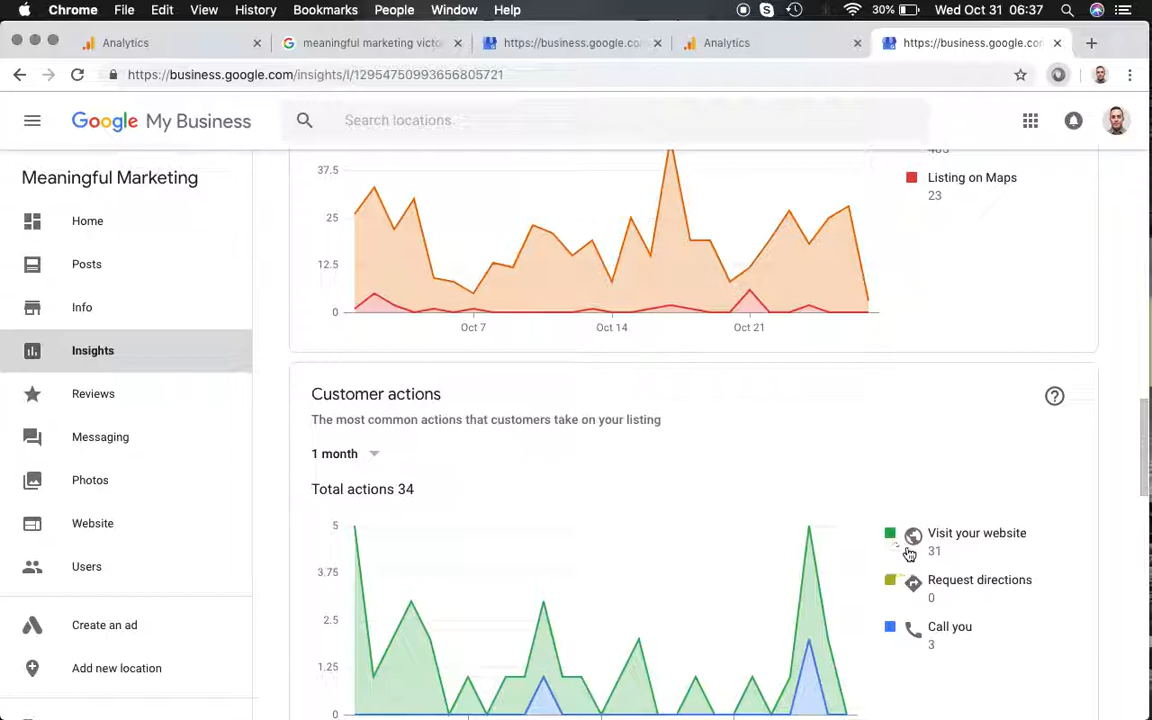 Chrome File Edit View History Bookmarks People Window Help 30% Wed Oct 31 06:37
Analytics meaningful marketing victo https://business.google.co Analytics https://business.google.co
https://business.google.com/insights/l/12954750993656805721
Google My Business Search locations
Meaningful Marketing
Home
Posts
Info
Insights
Reviews
Messaging
Photos
Website
Users
Create an ad
Add new location
37.5
25
12.5
0
Oct 7 Oct 14 Oct 21
Listing on Maps
23
Customer actions
The most common actions that customers take on your listing
1 month
Total actions 34
5
3.75
2.5
1.25
0
Visit your website
31
Request directions
0
Call you
3